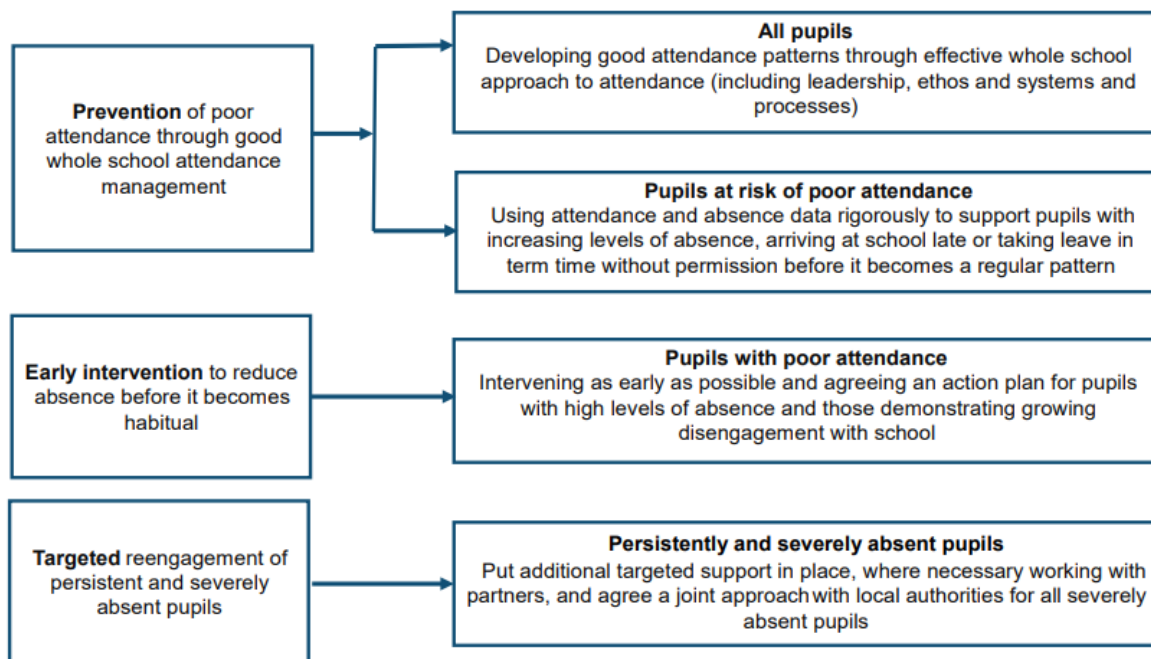 Prevention of poor
attendance through good
whole school attendance
management
All pupils
Developing good attendance patterns through effective whole school
approach to attendance (including leadership, ethos and systems and
processes)
Pupils at risk of poor attendance
Using attendance and absence data rigorously to support pupils with
increasing levels of absence, arriving at school late or taking leave in
term time without permission before it becomes a regular pattern
Early intervention to reduce
absence before it becomes
habitual
Pupils with poor attendance
Intervening as early as possible and agreeing an action plan for pupils
with high levels of absence and those demonstrating growing
disengagement with school
Targeted reengagement of
persistent and severely
absent pupils
Persistently and severely absent pupils
Put additional targeted support in place, where necessary working with
partners, and agree a joint approach with local authorities for all severely
absent pupils